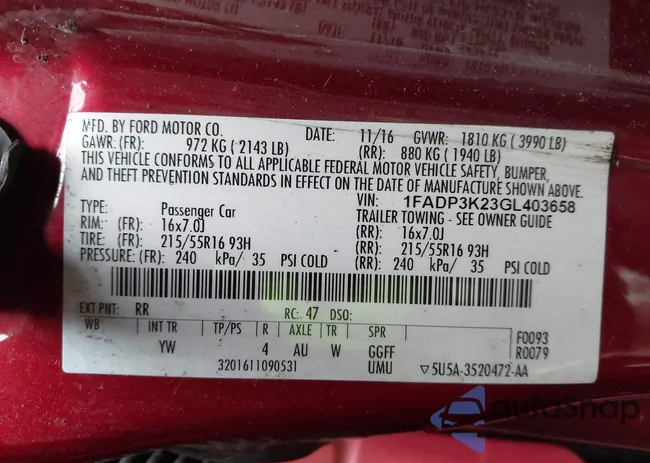 MFD. BY FORD MOTOR CO. DATE: 11/16 GVWR: 1810 KG ( 3990 LB)
GAWR: (FR): 972 KG ( 2143 LB) (RR): 880 KG ( 1940 LB)
THIS VEHICLE CONFORMS TO ALL APPLICABLE FEDERAL MOTOR VEHICLE SAFETY, BUMPER,
AND THEFT PREVENTION STANDARDS IN EFFECT ON THE DATE OF MANUFACTURE SHOWN ABOVE.
VIN: 1FADP3K23GL403658
TYPE: Passenger Car TRAILER TOWING - SEE OWNER GUIDE
RIM: (FR): 16x7.0J (RR): 16x7.0J
TIRE: (FR): 215/55R16 93H (RR): 215/55R16 93H
PRESSURE: (FR): 240 kPa/ 35 PSI COLD (RR): 240 kPa/ 35 PSI COLD
EXT PNT: RR RC: 47 DSO:
WB INT TR TP/PS R AXLE TR SPR
YW 4 AU W GGFF
UMU
F0093
R0079
3201611090531
▽5U5A-3520472-AA
autoSnap